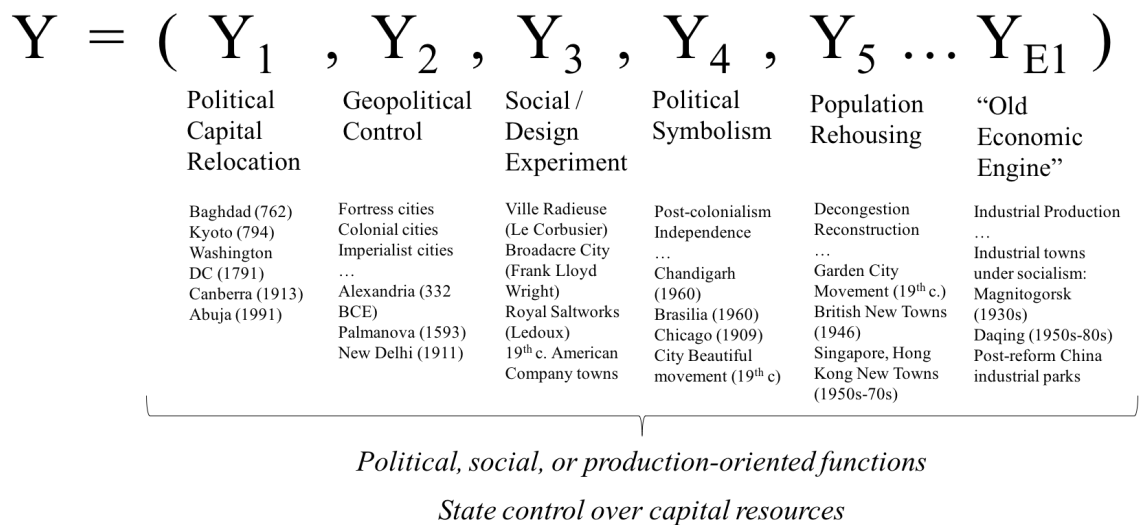 Y = ( Y1 , Y2 , Y3 , Y4 , Y5 … YE1 )
Political
Capital
Relocation
Baghdad (762)
Kyoto (794)
Washington
DC (1791)
Canberra (1913)
Abuja (1991)
Geopolitical
Control
Fortress cities
Colonial cities
Imperialist cities
…
Alexandria (332
BCE)
Palmanova (1593)
New Delhi (1911)
Social /
Design
Experiment
Ville Radieuse
(Le Corbusier)
Broadacre City
(Frank Lloyd
Wright)
Royal Saltworks
(Ledoux)
19th c. American
Company towns
Political
Symbolism
Post-colonialism
Independence
…
Chandigarh
(1960)
Brasilia (1960)
Chicago (1909)
City Beautiful
movement (19th c)
Population
Rehousing
Decongestion
Reconstruction
…
Garden City
Movement (19th c.)
British New Towns
(1946)
Singapore, Hong
Kong New Towns
(1950s-70s)
“Old
Economic
Engine”
Industrial Production
…
Industrial towns
under socialism:
Magnitogorsk
(1930s)
Daqing (1950s-80s)
Post-reform China
industrial parks
Political, social, or production-oriented functions
State control over capital resources